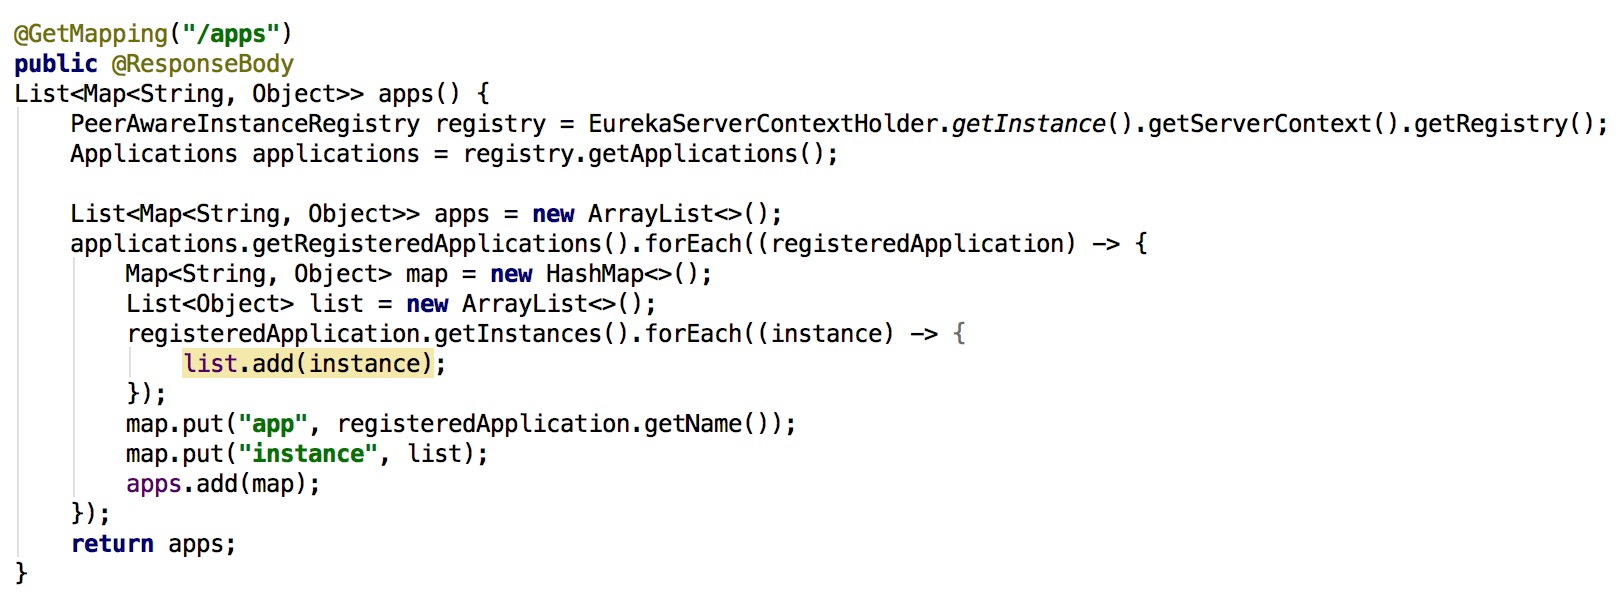 @GetMapping("/apps")
public @ResponseBody
List<Map<String, Object>> apps() {
    PeerAwareInstanceRegistry registry = EurekaServerContextHolder.getInstance().getServerContext().getRegistry();
    Applications applications = registry.getApplications();

    List<Map<String, Object>> apps = new ArrayList<>();
    applications.getRegisteredApplications().forEach((registeredApplication) -> {
        Map<String, Object> map = new HashMap<>();
        List<Object> list = new ArrayList<>();
        registeredApplication.getInstances().forEach((instance) -> {
            list.add(instance);
        });
        map.put("app", registeredApplication.getName());
        map.put("instance", list);
        apps.add(map);
    });
    return apps;
}